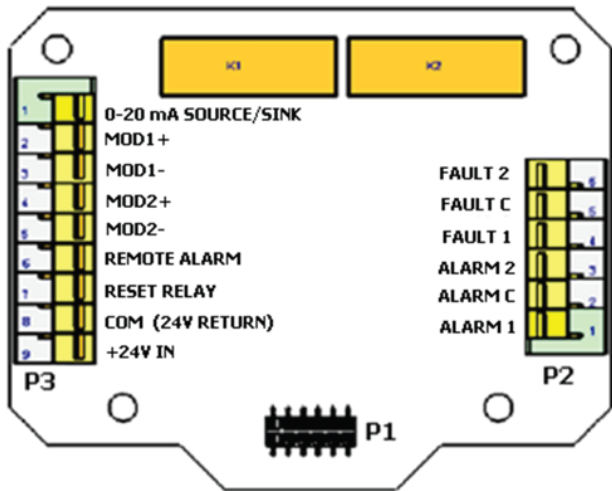 K1 K2
1 0-20 mA SOURCE/SINK
2 MOD1+
3 MOD1-
4 MOD2+
5 MOD2-
6 REMOTE ALARM
7 RESET RELAY
8 COM (24V RETURN)
9 +24V IN
P3
FAULT 2 6
FAULT C 5
FAULT 1 4
ALARM 2 3
ALARM C 2
ALARM 1 1
P2
P1